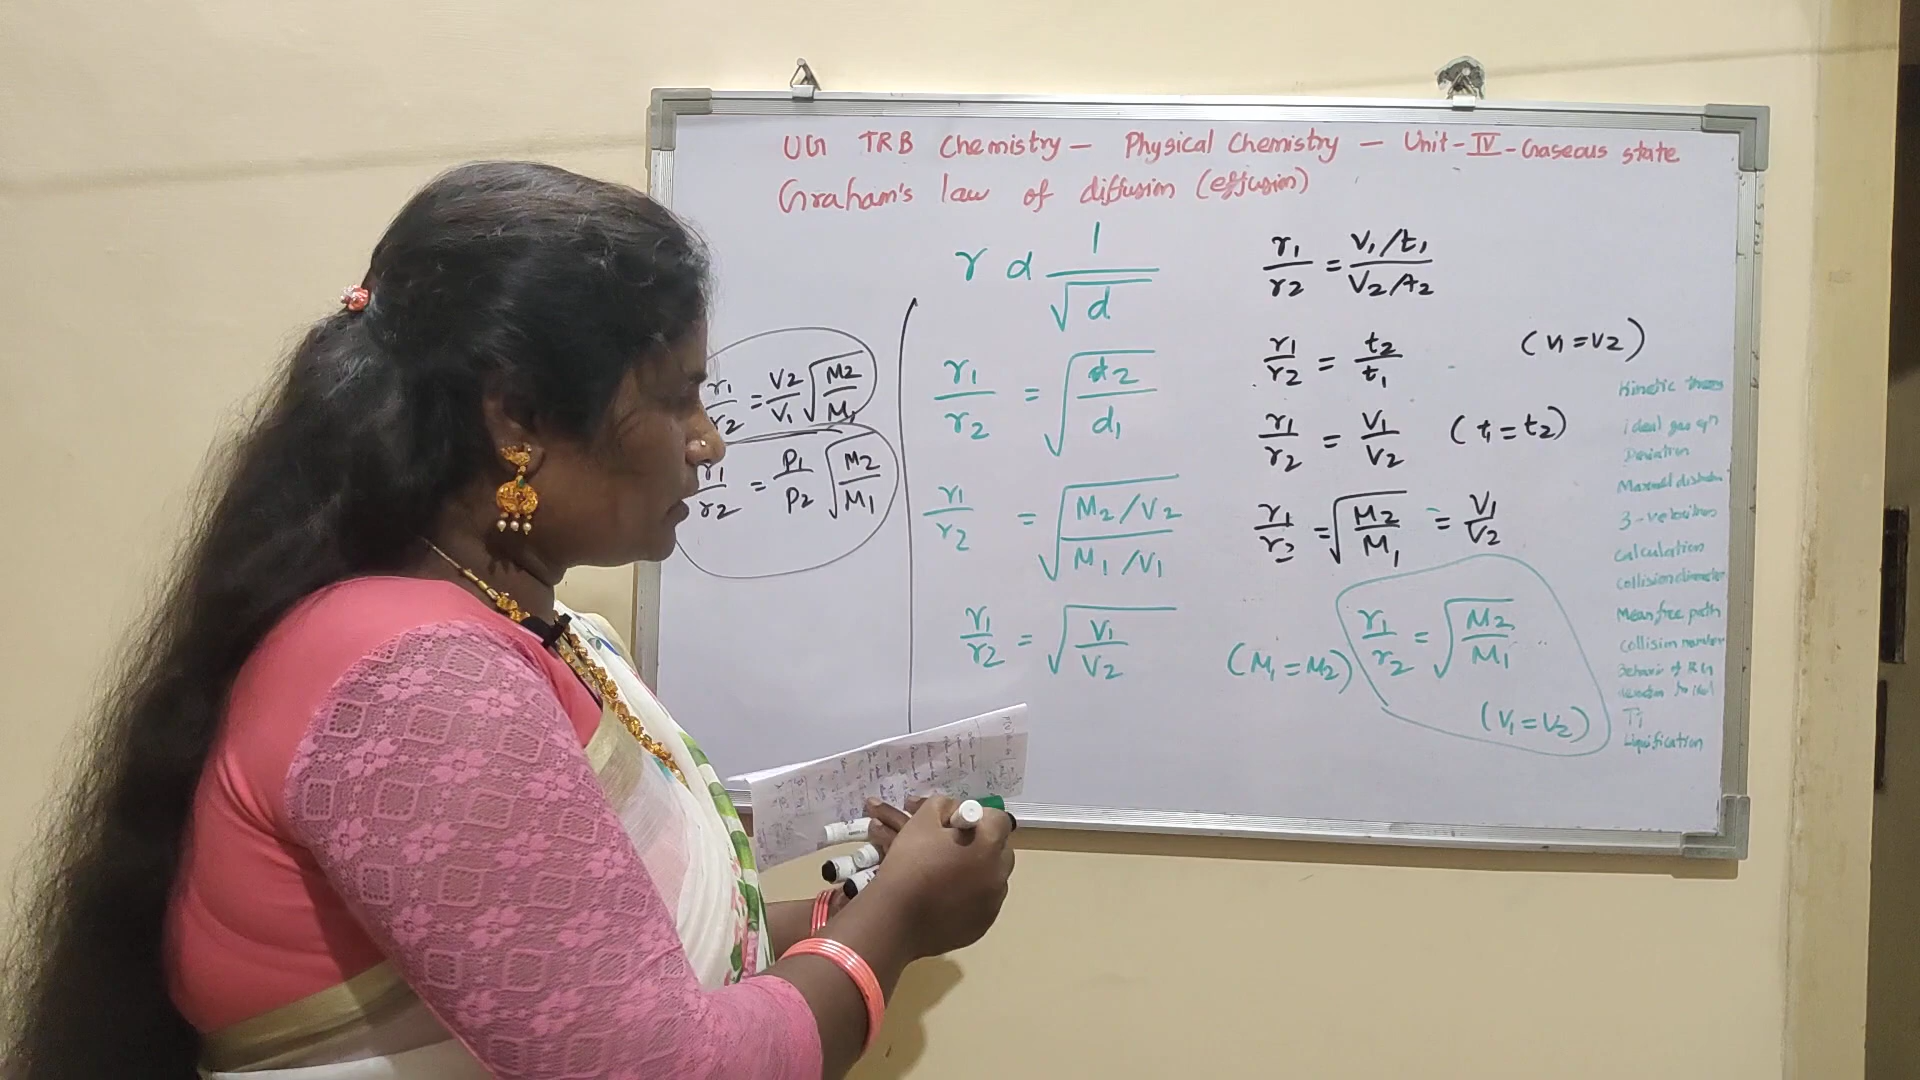 UG TRB Chemistry — Physical Chemistry — Unit-IV-Gaseous state
Graham's law of diffusion (effusion)
r1/r2 = V2/V1 √(M2/M1)
r1/r2 = P1/P2 √(M2/M1)
r α 1/√d
r1/r2 = √(d2/d1)
r1/r2 = √((M2/V2)/(M1/V1))
r1/r2 = √(V1/V2) (M1 = M2)
r1/r2 = (V1/t1)/(V2/t2)
r1/r2 = t2/t1 (V1 = V2)
r1/r2 = V1/V2 (t1 = t2)
r1/r2 = √(M2/M1) = V1/V2
r1/r2 = √(M2/M1)
(V1 = V2)
Kinetic theory
ideal gas eqn
Deviation
3-velocities
Calculation
Collision diameter
Mean free path
Collision number
Behavior of RG
Ti
Liquification